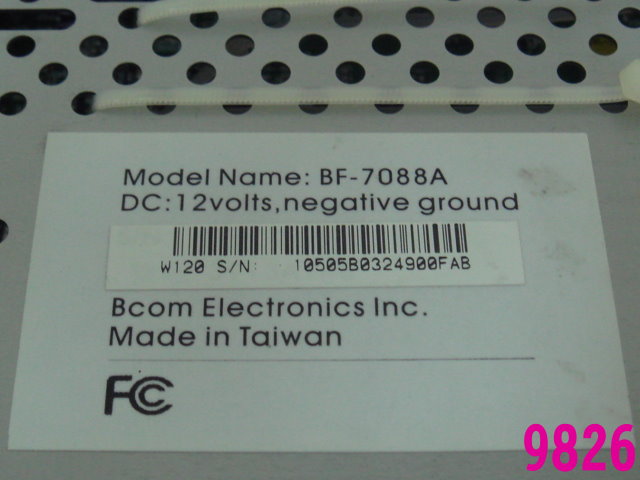 Model Name: BF-7088A
DC:12volts,negative ground
W120 S/N: 10505B0324900FAB
Bcom Electronics Inc.
Made in Taiwan
FC
9826